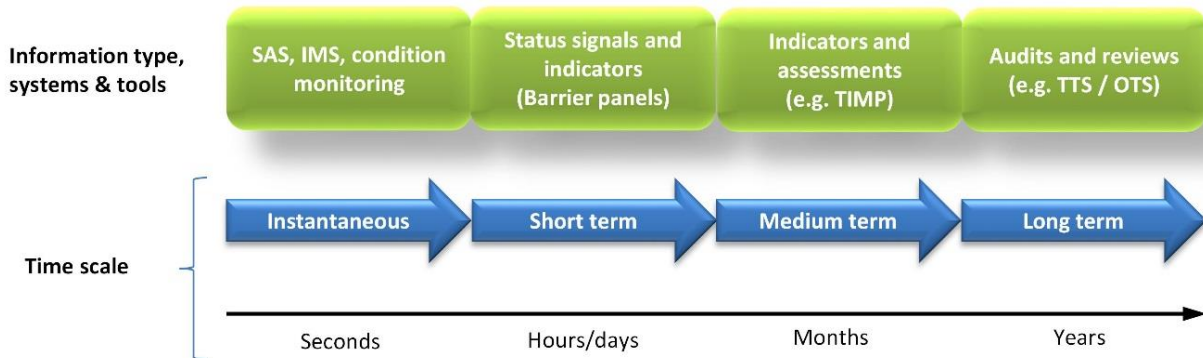 Information type,
systems & tools
SAS, IMS, condition
monitoring
Status signals and
indicators
(Barrier panels)
Indicators and
assessments
(e.g. TIMP)
Audits and reviews
(e.g. TTS / OTS)
Time scale
Instantaneous
Short term
Medium term
Long term
Seconds
Hours/days
Months
Years